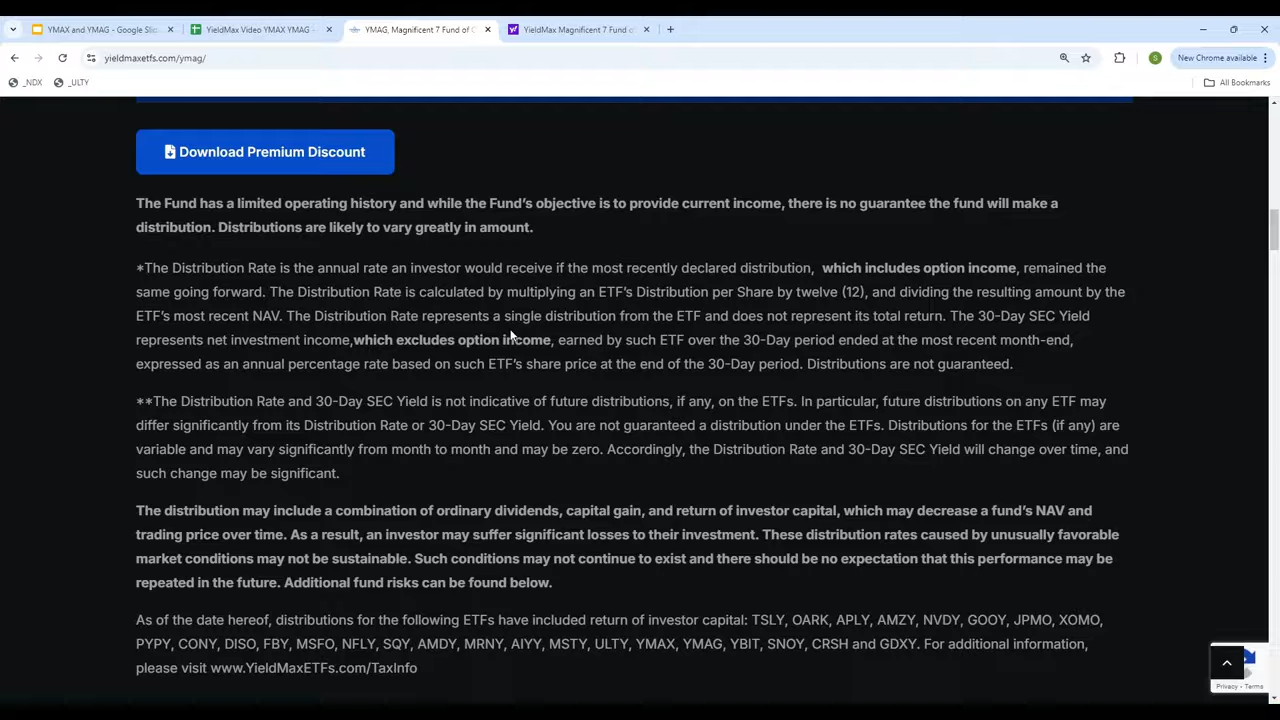 YMAX and YMAG - Google Slid
YieldMax Video YMAX YMAG -
YMAG, Magnificent 7 Fund of C
YieldMax Magnificent 7 Fund of
yieldmaxetfs.com/ymag/
S
New Chrome available
_NDX
_ULTY
All Bookmarks
Download Premium Discount
The Fund has a limited operating history and while the Fund's objective is to provide current income, there is no guarantee the fund will make a
distribution. Distributions are likely to vary greatly in amount.
*The Distribution Rate is the annual rate an investor would receive if the most recently declared distribution, which includes option income, remained the
same going forward. The Distribution Rate is calculated by multiplying an ETF's Distribution per Share by twelve (12), and dividing the resulting amount by the
ETF's most recent NAV. The Distribution Rate represents a single distribution from the ETF and does not represent its total return. The 30-Day SEC Yield
represents net investment income,which excludes option income, earned by such ETF over the 30-Day period ended at the most recent month-end,
expressed as an annual percentage rate based on such ETF's share price at the end of the 30-Day period. Distributions are not guaranteed.
**The Distribution Rate and 30-Day SEC Yield is not indicative of future distributions, if any, on the ETFs. In particular, future distributions on any ETF may
differ significantly from its Distribution Rate or 30-Day SEC Yield. You are not guaranteed a distribution under the ETFs. Distributions for the ETFs (if any) are
variable and may vary significantly from month to month and may be zero. Accordingly, the Distribution Rate and 30-Day SEC Yield will change over time, and
such change may be significant.
The distribution may include a combination of ordinary dividends, capital gain, and return of investor capital, which may decrease a fund's NAV and
trading price over time. As a result, an investor may suffer significant losses to their investment. These distribution rates caused by unusually favorable
market conditions may not be sustainable. Such conditions may not continue to exist and there should be no expectation that this performance may be
repeated in the future. Additional fund risks can be found below.
As of the date hereof, distributions for the following ETFs have included return of investor capital: TSLY, OARK, APLY, AMZY, NVDY, GOOY, JPMO, XOMO,
PYPY, CONY, DISO, FBY, MSFO, NFLY, SQY, AMDY, MRNY, AIYY, MSTY, ULTY, YMAX, YMAG, YBIT, SNOY, CRSH and GDXY. For additional information,
please visit www.YieldMaxETFs.com/TaxInfo
Privacy - Terms